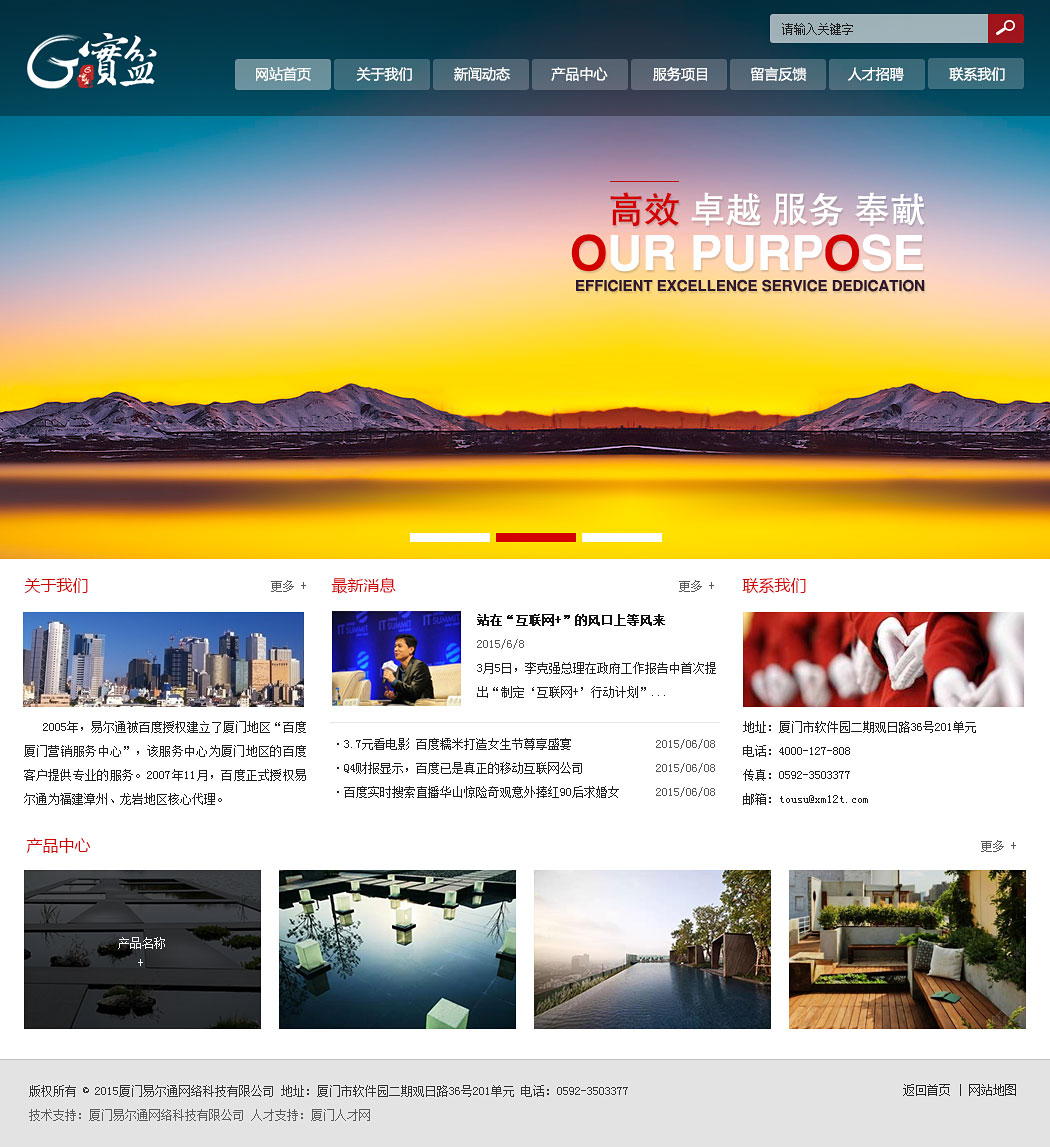 请输入关键字
G寶盆
网站首页 关于我们 新闻动态 产品中心 服务项目 留言反馈 人才招聘 联系我们
高效 卓越 服务 奉献
OUR PURPOSE
EFFICIENT EXCELLENCE SERVICE DEDICATION
关于我们 更多 +
2005年，易尔通被百度授权建立了厦门地区“百度
厦门营销服务中心”，该服务中心为厦门地区的百度
客户提供专业的服务。2007年11月，百度正式授权易
尔通为福建漳州、龙岩地区核心代理。
最新消息 更多 +
IT SUMMIT
站在“互联网+”的风口上等风来
2015/6/8
3月5日，李克强总理在政府工作报告中首次提
出“制定‘互联网+’行动计划”...
·3.7元看电影 百度糯米打造女生节尊享盛宴 2015/06/08
·Q4财报显示，百度已是真正的移动互联网公司 2015/06/08
·百度实时搜索直播华山惊险奇观意外捧红90后求婚女 2015/06/08
联系我们
地址：厦门市软件园二期观日路36号201单元
电话：4000-127-808
传真：0592-3503377
邮箱：tousu@xm12t.com
产品中心 更多 +
产品名称
+
版权所有 © 2015厦门易尔通网络科技有限公司 地址：厦门市软件园二期观日路36号201单元 电话：0592-3503377
返回首页 | 网站地图
技术支持：厦门易尔通网络科技有限公司 人才支持：厦门人才网